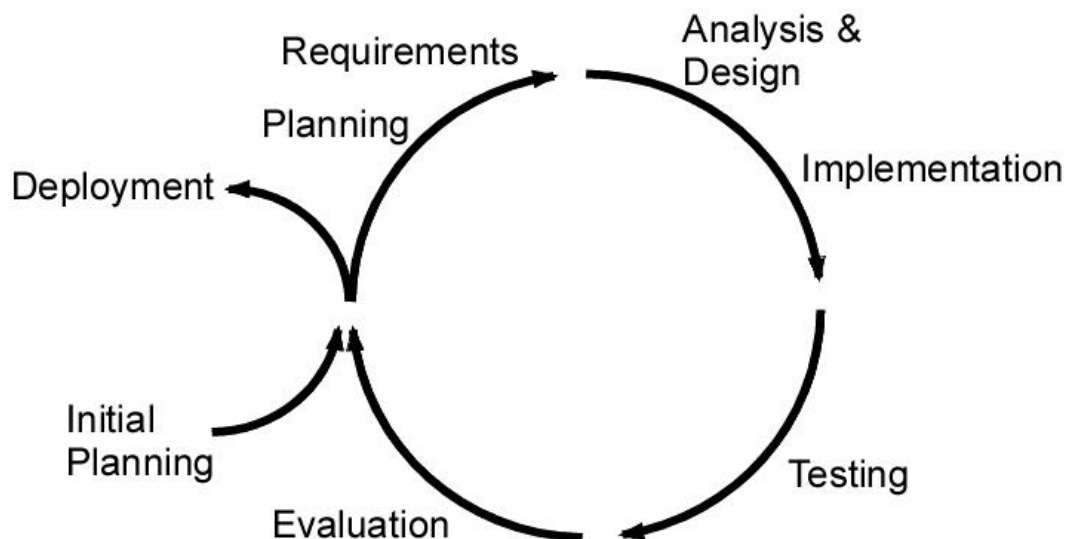 Requirements
Analysis &
Design
Planning
Implementation
Deployment
Initial
Planning
Testing
Evaluation